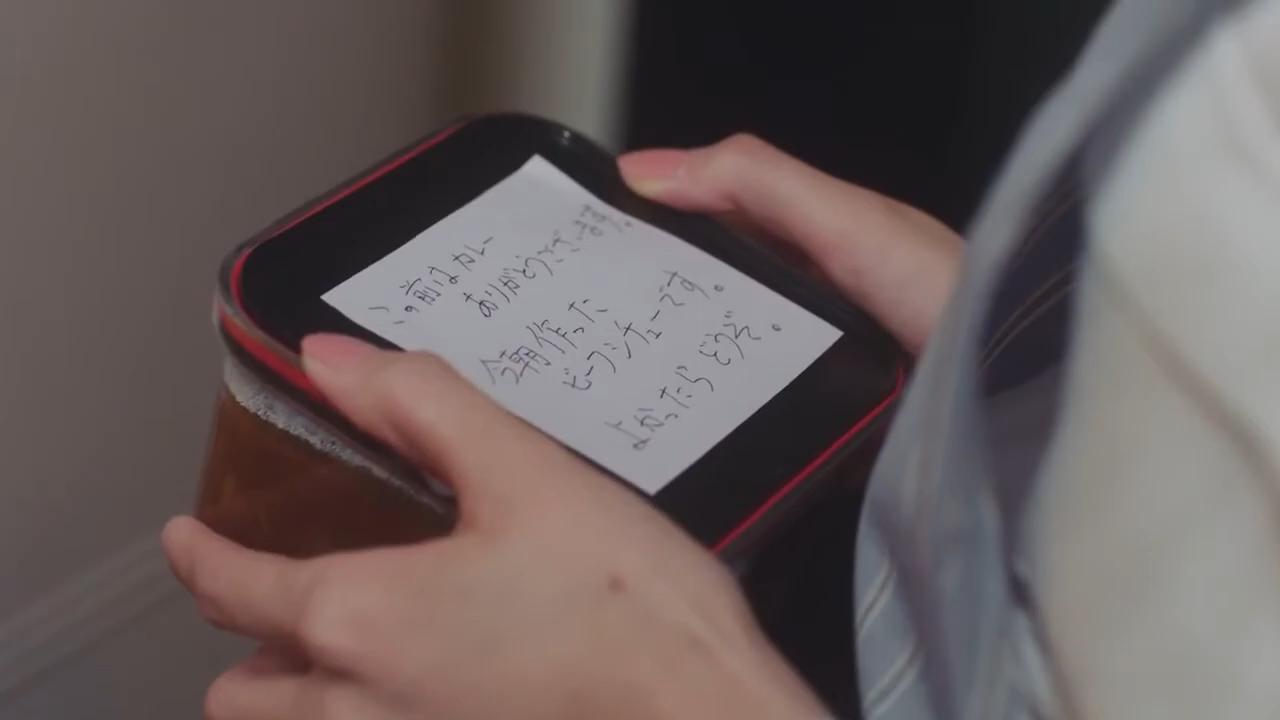 この前はカレー
ありがとうございます。
今朝作った
ビーフシチューです。
よかったら どうぞ。